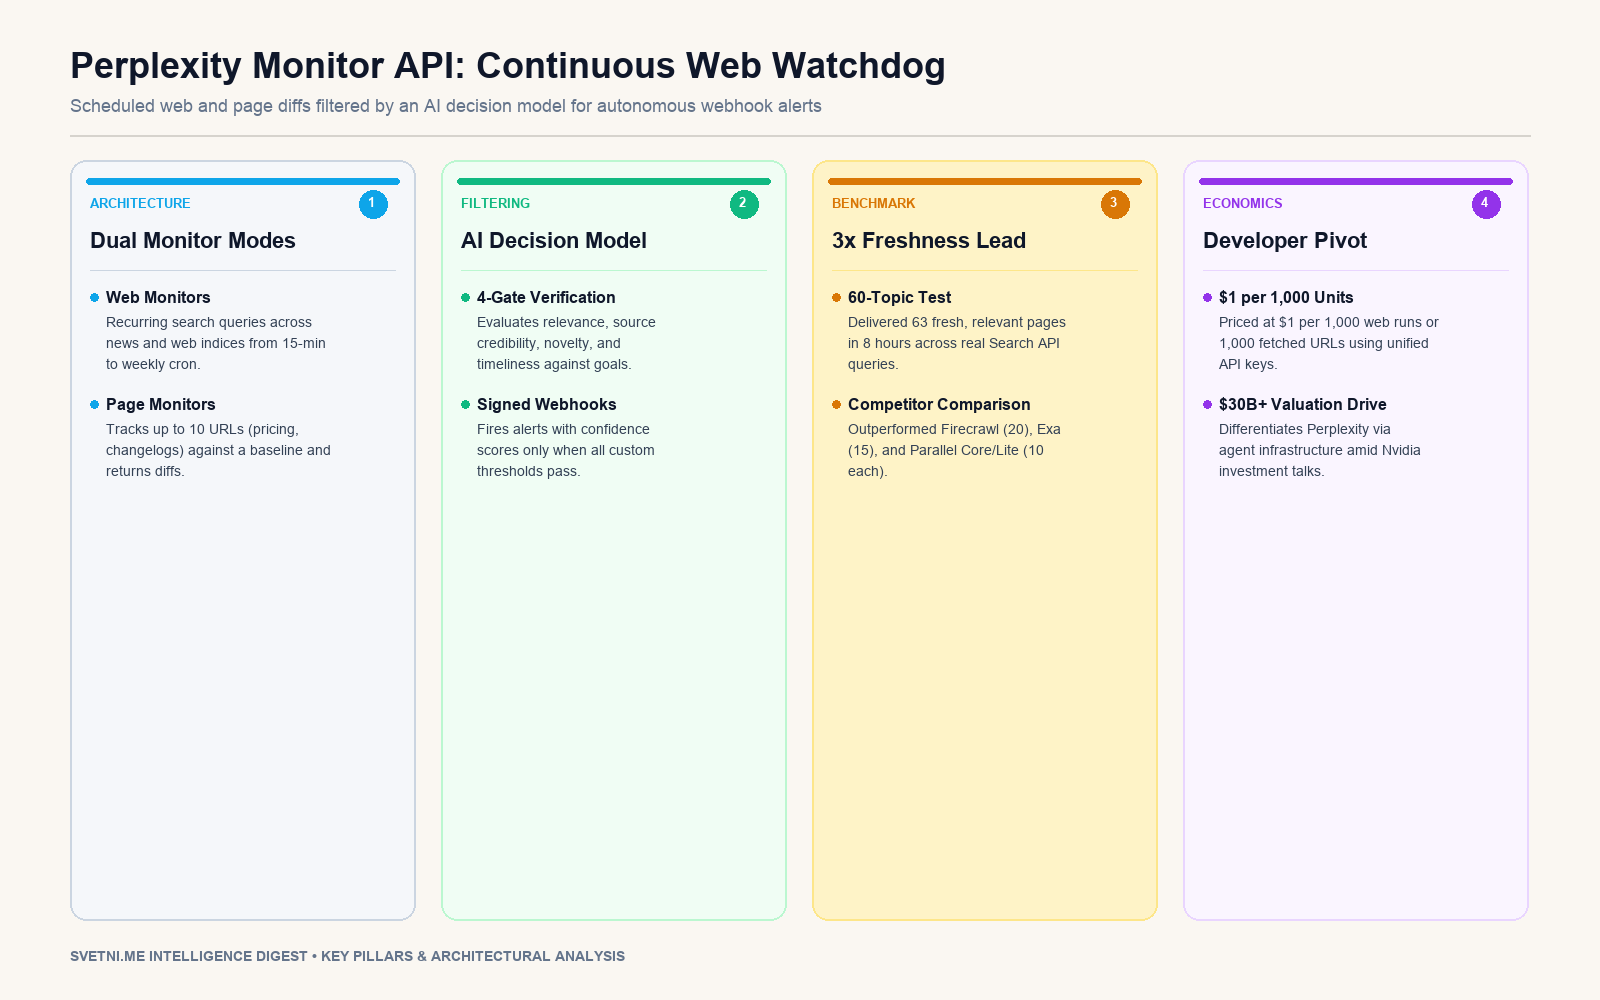 Perplexity Monitor API: Continuous Web Watchdog
Scheduled web and page diffs filtered by an AI decision model for autonomous webhook alerts
ARCHITECTURE
1
Dual Monitor Modes
Web Monitors
Recurring search queries across
news and web indices from 15-min
to weekly cron.
Page Monitors
Tracks up to 10 URLs (pricing,
changelogs) against a baseline and
returns diffs.
FILTERING
2
AI Decision Model
4-Gate Verification
Evaluates relevance, source
credibility, novelty, and
timeliness against goals.
Signed Webhooks
Fires alerts with confidence
scores only when all custom
thresholds pass.
BENCHMARK
3
3x Freshness Lead
60-Topic Test
Delivered 63 fresh, relevant pages
in 8 hours across real Search API
queries.
Competitor Comparison
Outperformed Firecrawl (20), Exa
(15), and Parallel Core/Lite (10
each).
ECONOMICS
4
Developer Pivot
$1 per 1,000 Units
Priced at $1 per 1,000 web runs or
1,000 fetched URLs using unified
API keys.
$30B+ Valuation Drive
Differentiates Perplexity via
agent infrastructure amid Nvidia
investment talks.
SVETNI.ME INTELLIGENCE DIGEST • KEY PILLARS & ARCHITECTURAL ANALYSIS